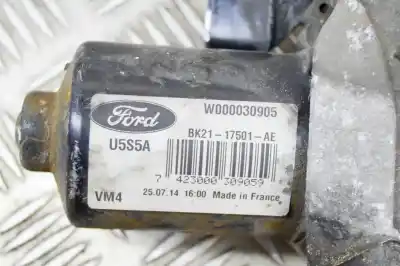 Ford
W000030905
U5S5A
BK21-17501-AE
7 423000 309059
VM4
25.07.14 16:00 Made in France